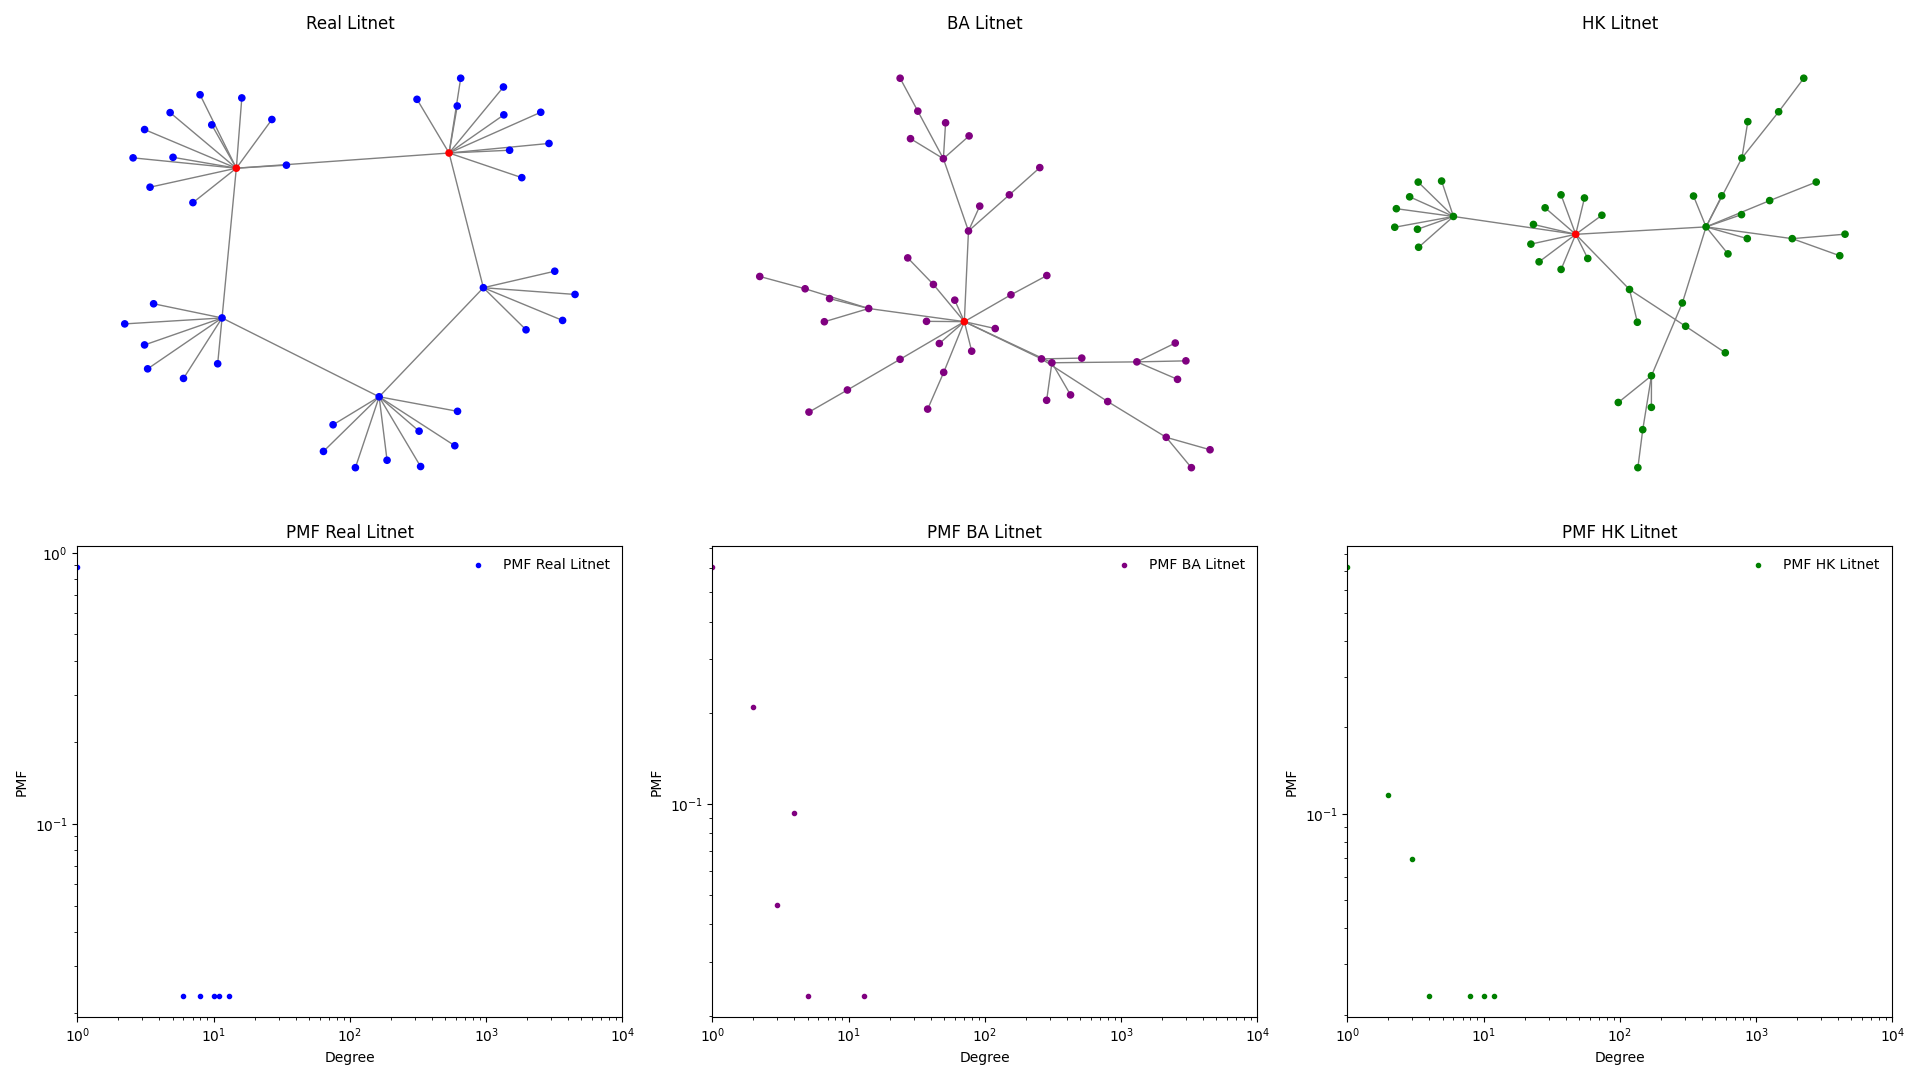 Real Litnet
BA Litnet
HK Litnet
PMF Real Litnet
PMF BA Litnet
PMF HK Litnet
PMF Real Litnet
PMF BA Litnet
PMF HK Litnet
PMF
10⁰
10⁻¹
10⁰ 10¹ 10² 10³ 10⁴
Degree
PMF
10⁻¹
10⁰ 10¹ 10² 10³ 10⁴
Degree
PMF
10⁻¹
10⁰ 10¹ 10² 10³ 10⁴
Degree